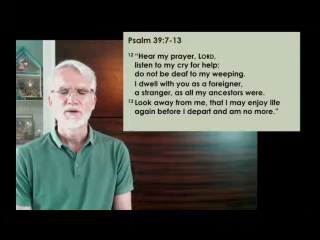 Psalm 39:7-13
12 "Hear my prayer, LORD,
listen to my cry for help;
do not be deaf to my weeping.
I dwell with you as a foreigner,
a stranger, as all my ancestors were.
13 Look away from me, that I may enjoy life
again before I depart and am no more."